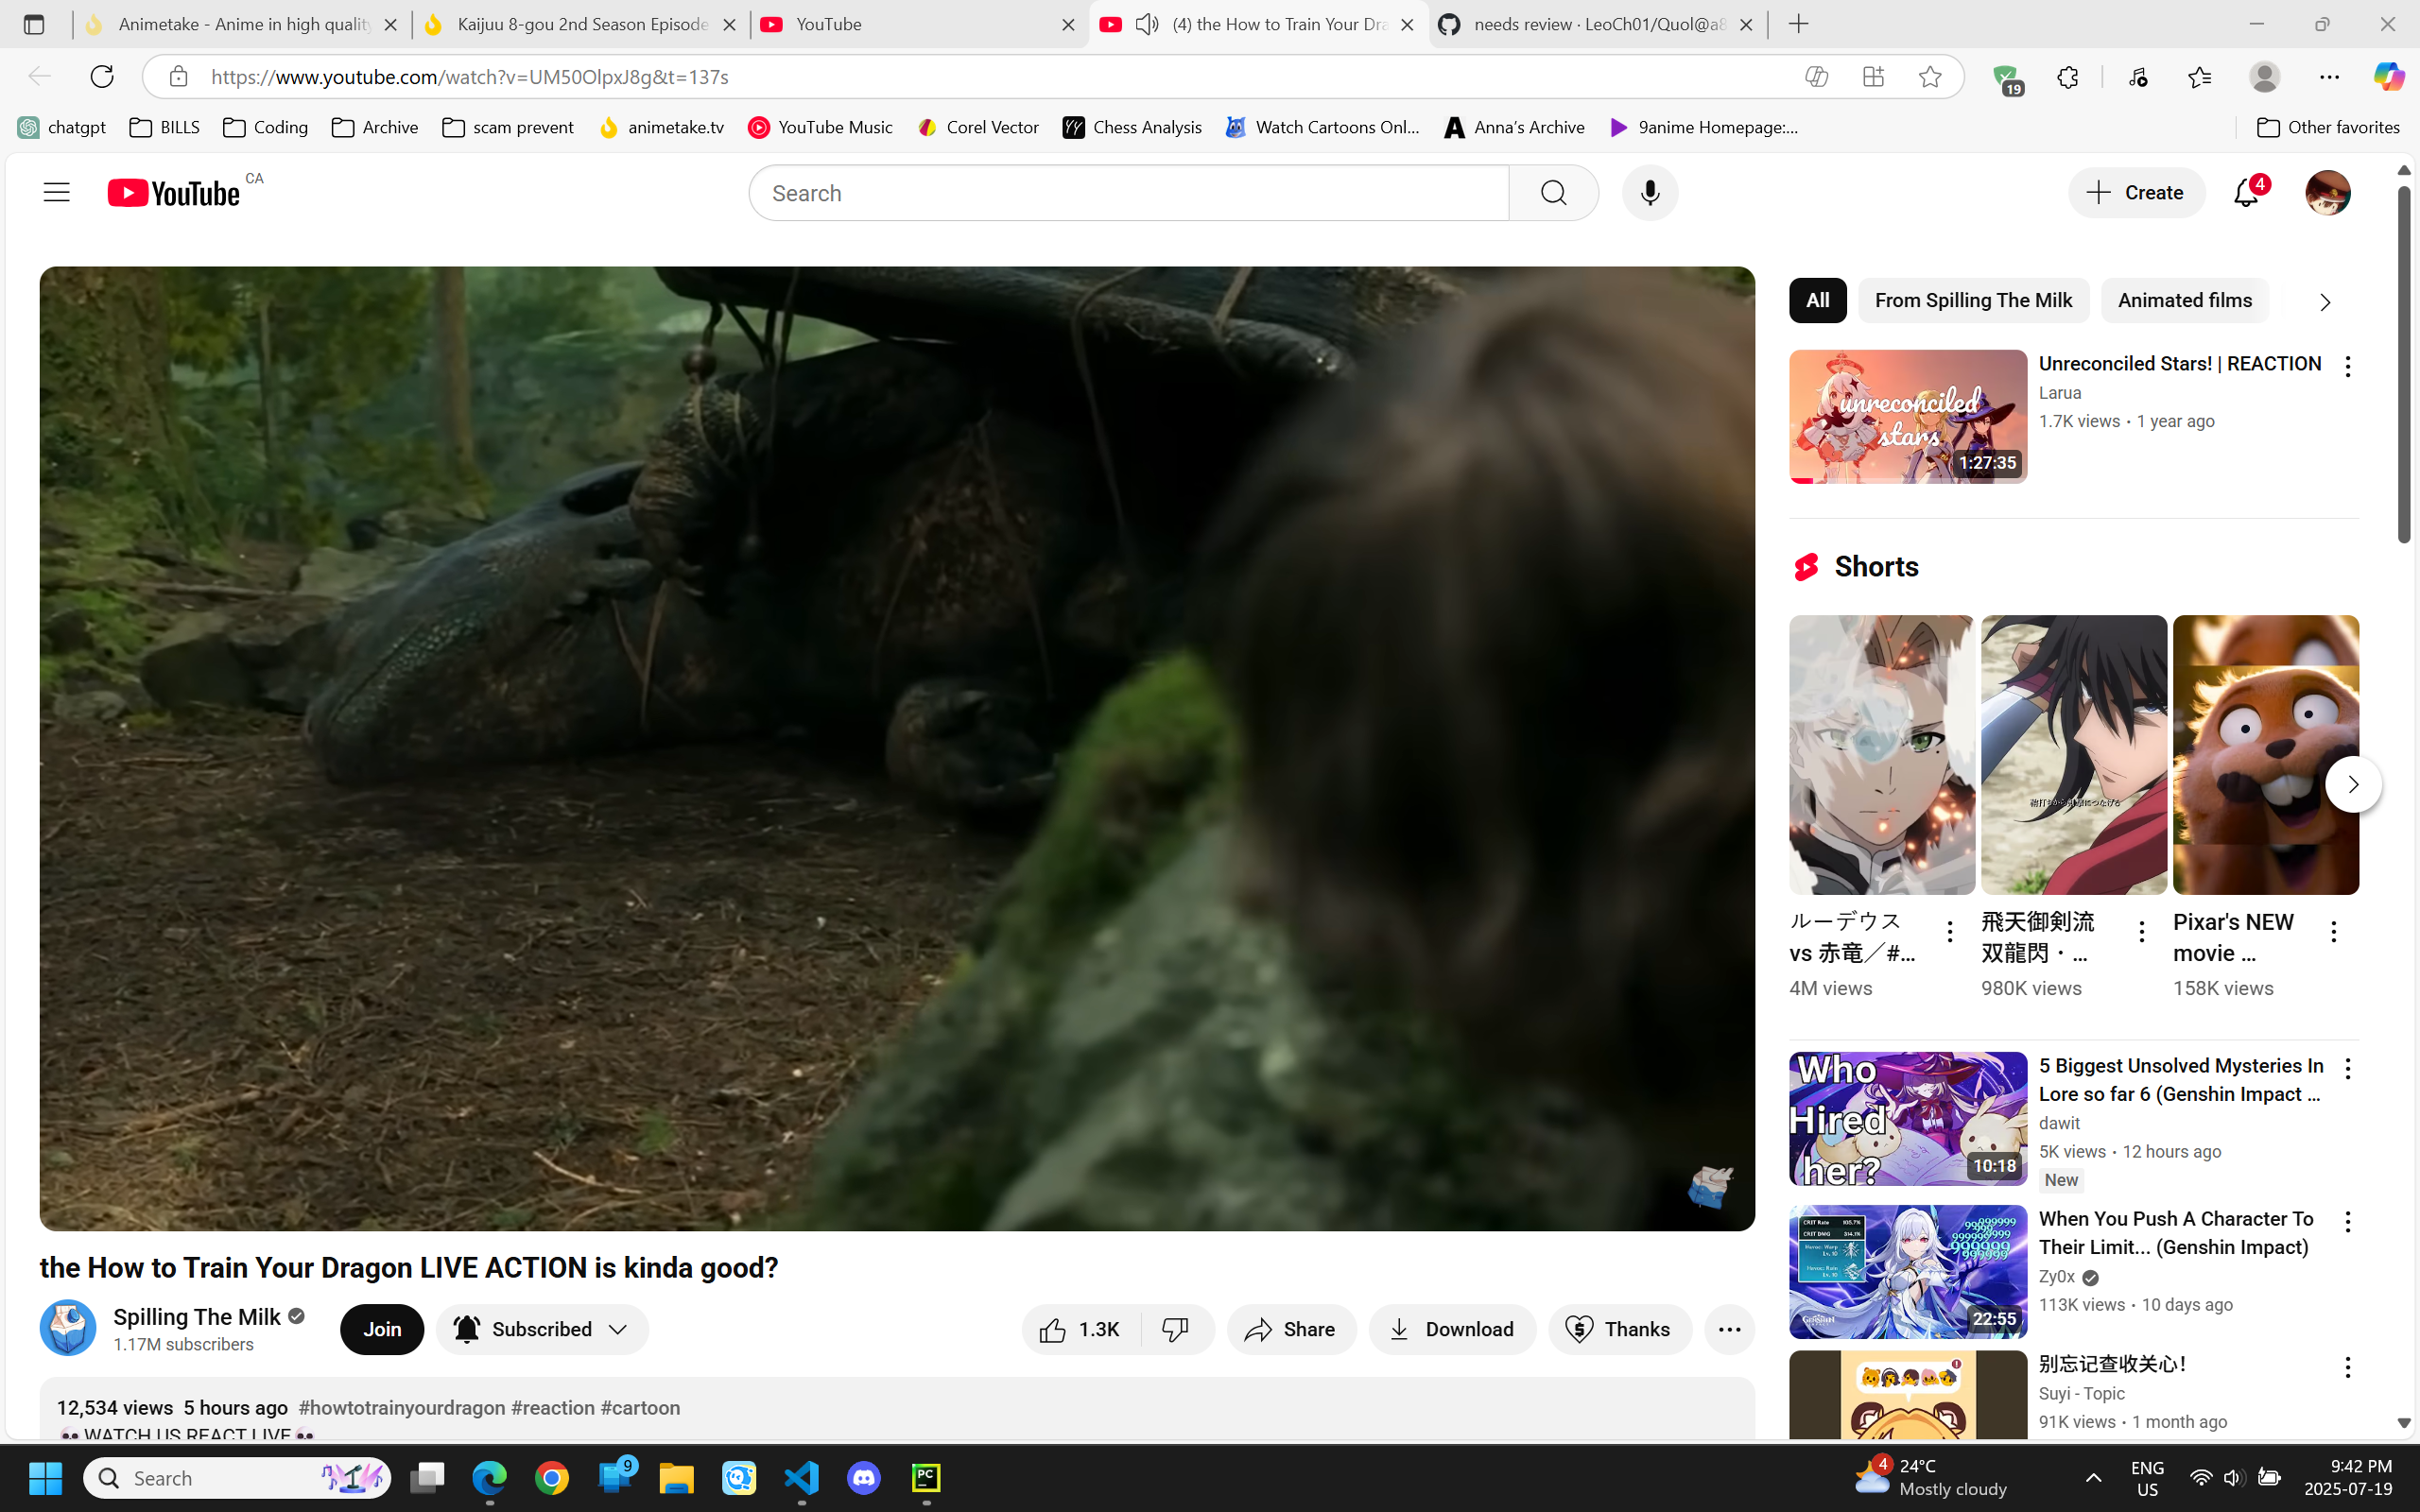 Animetake - Anime in high quality
Kaijuu 8-gou 2nd Season Episode
YouTube
(4) the How to Train Your Dra
needs review · LeoCh01/Quol@a8
https://www.youtube.com/watch?v=UM50OlpxJ8g&t=137s
19
chatgpt
BILLS
Coding
Archive
scam prevent
animetake.tv
YouTube Music
Corel Vector
Chess Analysis
Watch Cartoons Onl...
Anna's Archive
9anime Homepage:...
Other favorites
YouTube CA
Search
Create
4
All
From Spilling The Milk
Animated films
unreconciled
stars
1:27:35
Unreconciled Stars! | REACTION
Larua
1.7K views • 1 year ago
Shorts
ルーデウス
vs 赤竜／#...
4M views
飛天御剣流
双龍閃・...
980K views
Pixar's NEW
movie ...
158K views
Who
Hired
her?
10:18
5 Biggest Unsolved Mysteries In
Lore so far 6 (Genshin Impact ...
dawit
5K views • 12 hours ago
New
22:55
When You Push A Character To
Their Limit... (Genshin Impact)
Zy0x
113K views • 10 days ago
别忘记查收关心！
Suyi - Topic
91K views • 1 month ago
the How to Train Your Dragon LIVE ACTION is kinda good?
Spilling The Milk
1.17M subscribers
Join
Subscribed
1.3K
Share
Download
Thanks
12,534 views 5 hours ago #howtotrainyourdragon #reaction #cartoon
WATCH US REACT LIVE
Search
9
PC
4
24°C
Mostly cloudy
ENG
US
9:42 PM
2025-07-19